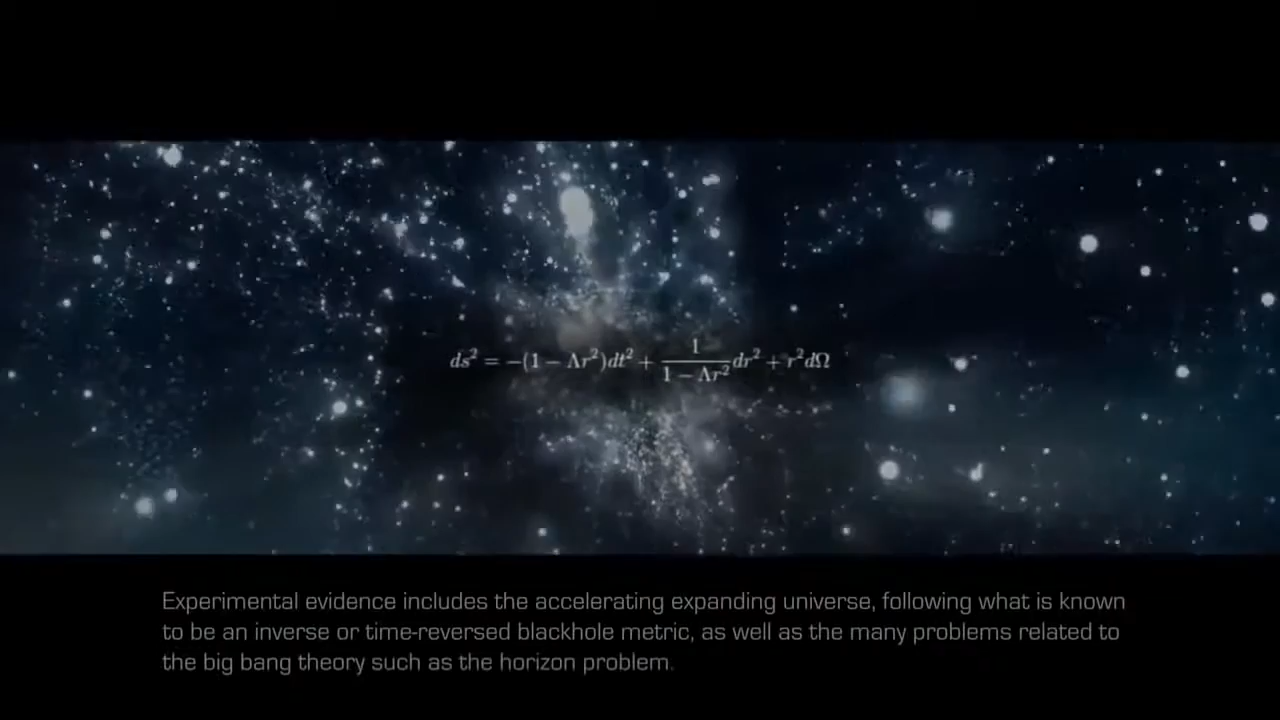 ds² = −(1 − Λr²)dt² + 1/(1 − Λr²) dr² + r²dΩ
Experimental evidence includes the accelerating expanding universe, following what is known
to be an inverse or time-reversed blackhole metric, as well as the many problems related to
the big bang theory such as the horizon problem.